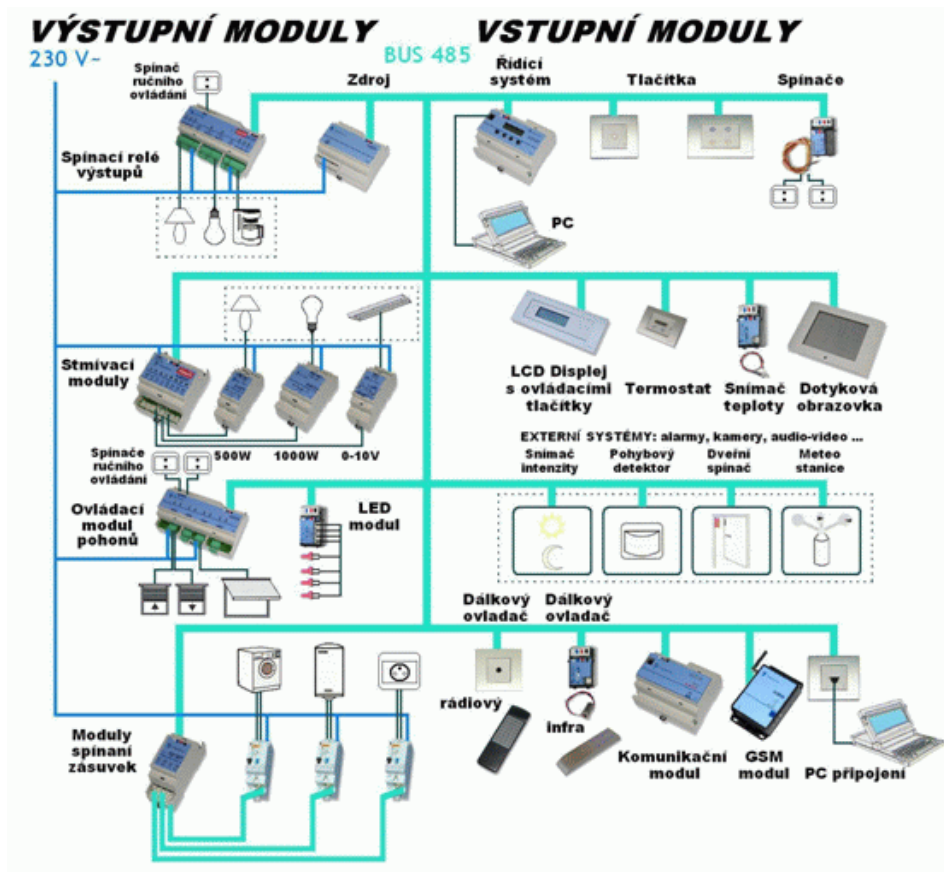 VÝSTUPNÍ MODULY
VSTUPNÍ MODULY
230 V~
BUS 485
Spínač
ručního
ovládání
Zdroj
Řídící
systém
Tlačítka
Spínače
Spínací relé
výstupů
PC
Stmívací
moduly
LCD Displej
s ovládacími
tlačítky
Termostat
Snímač
teploty
Dotyková
obrazovka
500W
1000W
0-10V
EXTERNÍ SYSTÉMY: alarmy, kamery, audio-video ...
Spínače
ručního
ovládání
Snímač
intenzity
Pohybový
detektor
Dveřní
spínač
Meteo
stanice
Ovládací
modul
pohonů
LED
modul
Dálkový
ovladač
Dálkový
ovladač
rádiový
infra
Moduly
spínaní
zásuvek
Komunikační
modul
GSM
modul
PC připojení